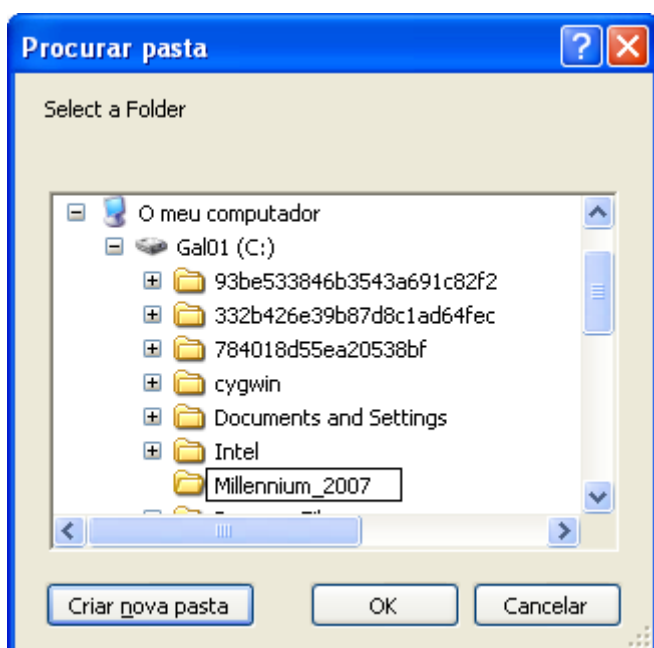 Procurar pasta
Select a Folder
O meu computador
Gal01 (C:)
93be533846b3543a691c82f2
332b426e39b87d8c1ad64fec
784018d55ea20538bf
cygwin
Documents and Settings
Intel
Millennium_2007
Criar nova pasta OK Cancelar